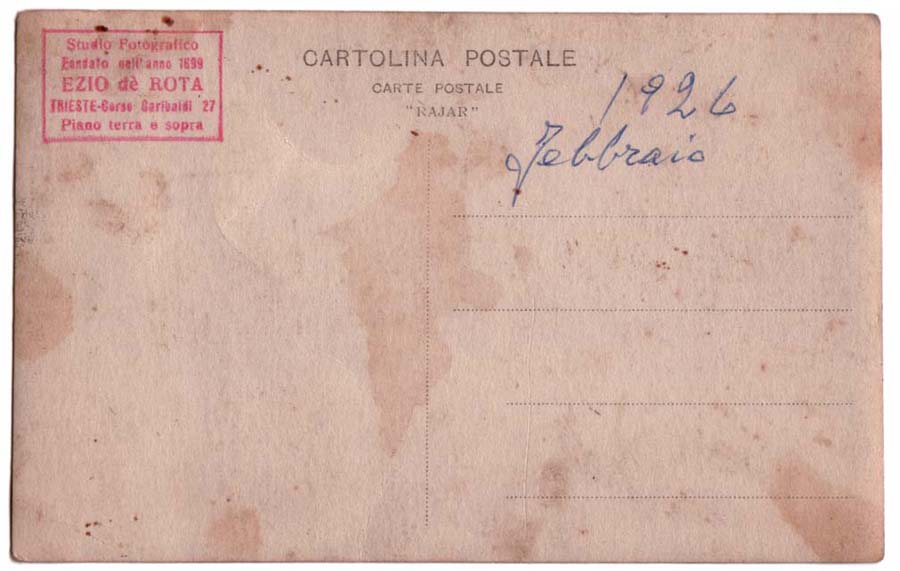 Studio Fotografico
Fondato nell'anno 1899
EZIO dè ROTA
TRIESTE-Corso Garibaldi 27
Piano terra e sopra
CARTOLINA POSTALE
CARTE POSTALE
"RAJAR"
1926
Febbraio